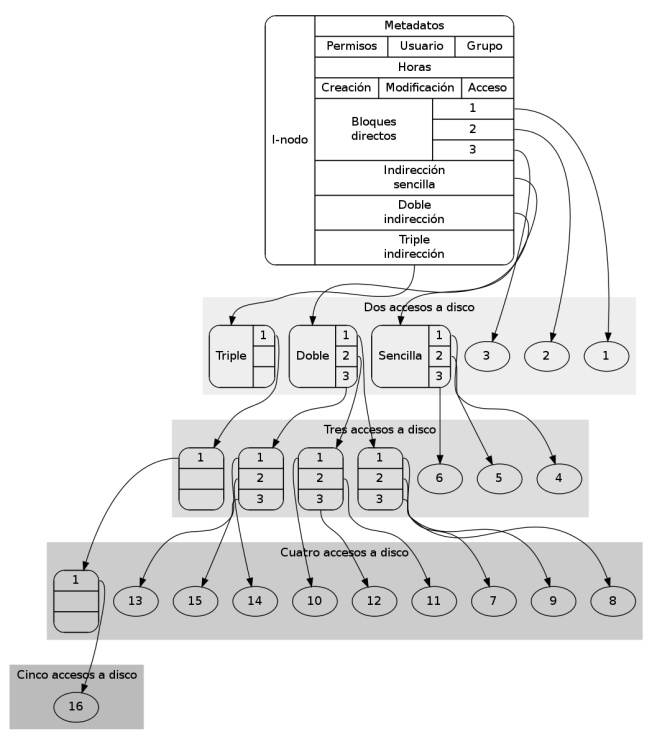 Metadatos
Permisos Usuario Grupo
Horas
Creación Modificación Acceso
I-nodo
Bloques
directos
1
2
3
Indirección
sencilla
Doble
indirección
Triple
indirección
Dos accesos a disco
Triple 1
Doble 1
2
3
Sencilla 1
2
3
3 2 1
Tres accesos a disco
1
1
2
3
1
2
3
1
2
3
6 5 4
Cuatro accesos a disco
1
13 15 14 10 12 11 7 9 8
Cinco accesos a disco
16